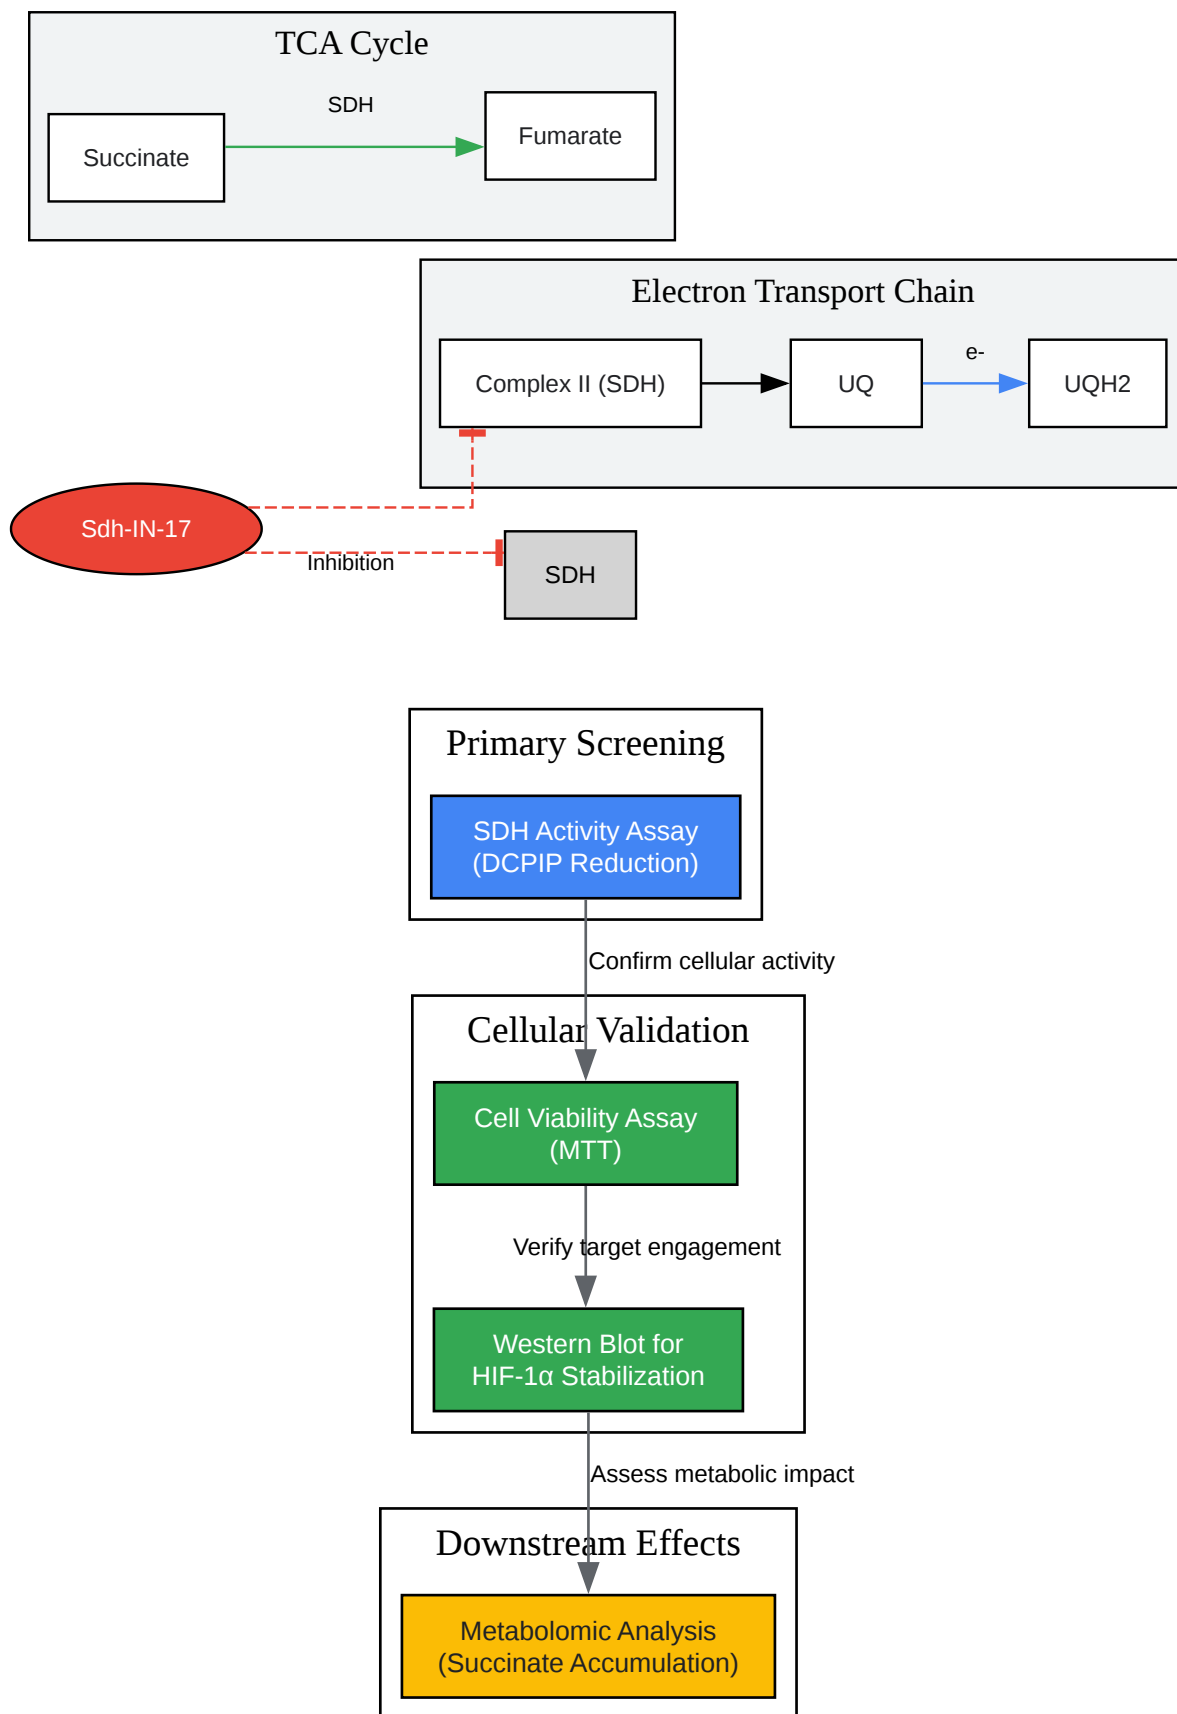 TCA Cycle
SDH
Succinate
Fumarate
Electron Transport Chain
e-
Complex II (SDH)
UQ
UQH2
Sdh-IN-17
Inhibition
SDH
Primary Screening
SDH Activity Assay
(DCPIP Reduction)
Confirm cellular activity
Cellular Validation
Cell Viability Assay
(MTT)
Verify target engagement
Western Blot for
HIF-1α Stabilization
Assess metabolic impact
Downstream Effects
Metabolomic Analysis
(Succinate Accumulation)